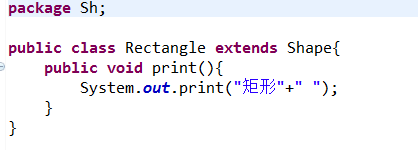 package Sh;
public class Rectangle extends Shape{
public void print(){
System.out.print("矩形"+" ");
}
}